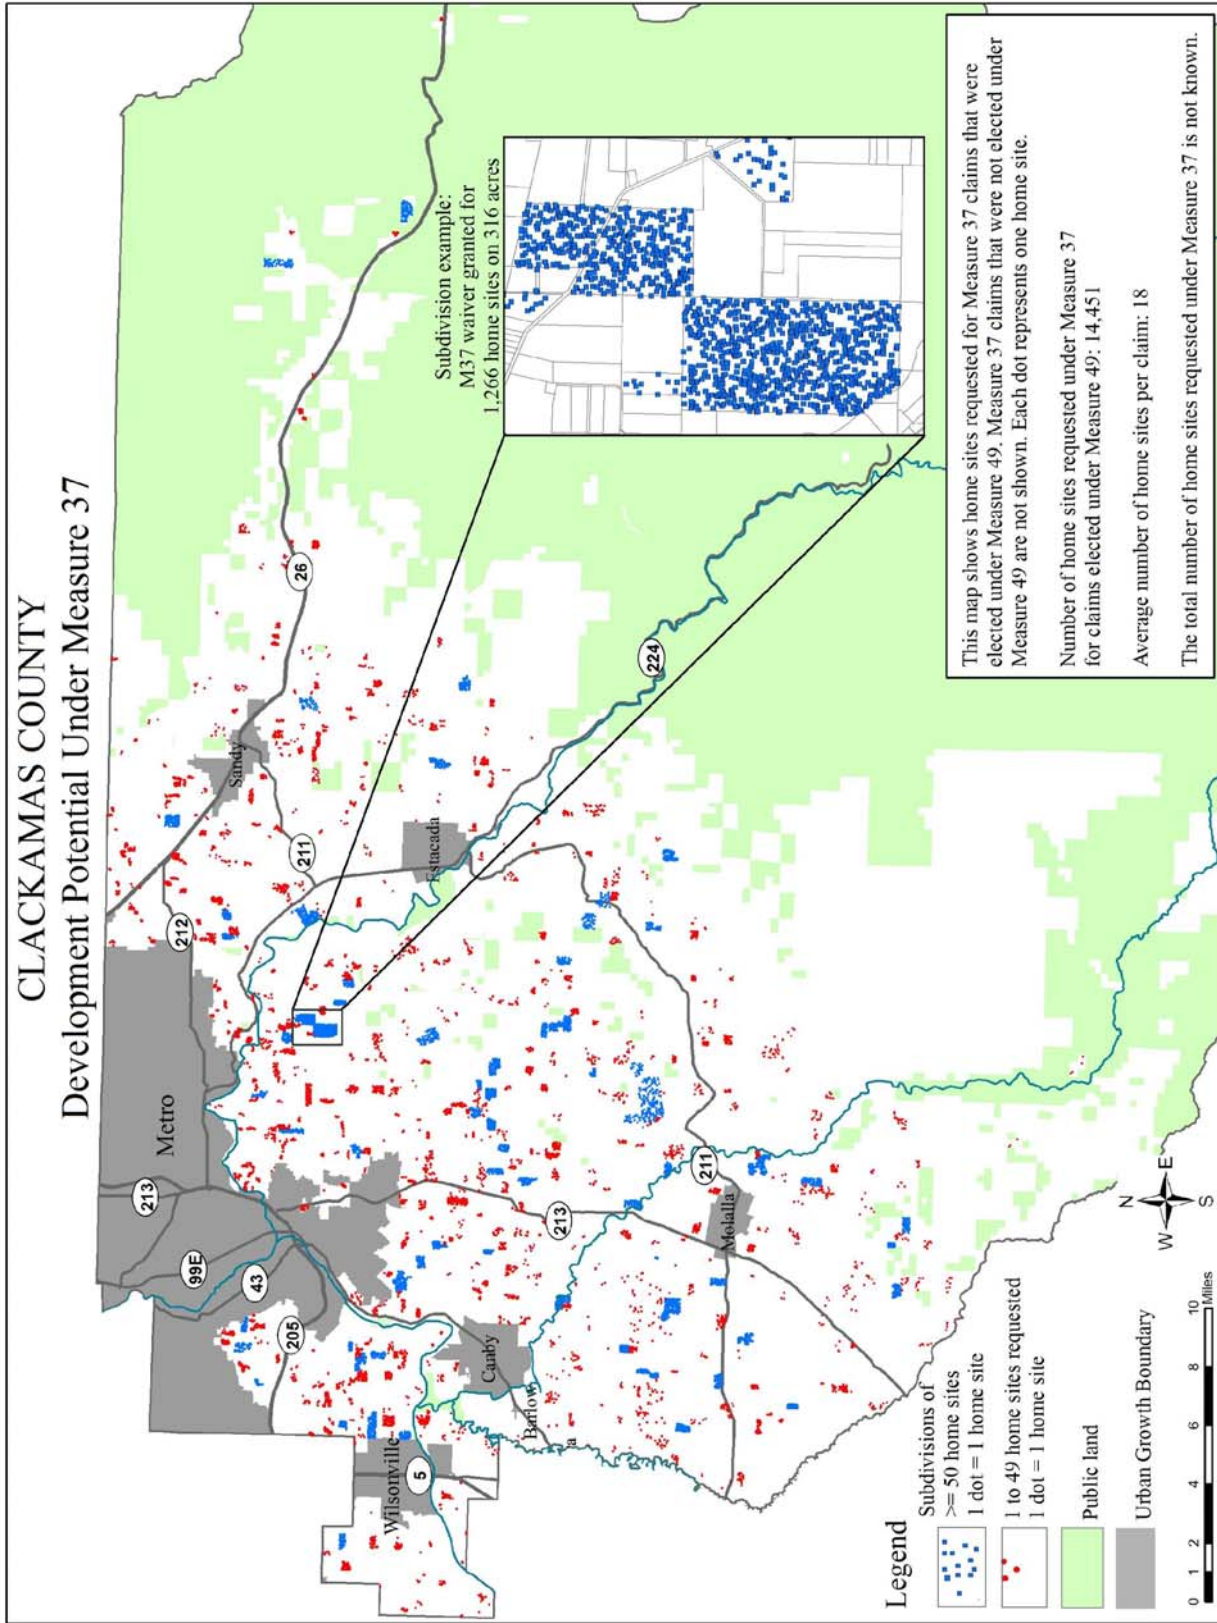 CLACKAMAS COUNTY
Development Potential Under Measure 37
Metro
213
99E
43
205
212
Sandy
26
211
Estacada
224
Wilsonville
5
Canby
Barlow
a
213
211
Molalla
Subdivision example:
M37 waiver granted for
1,266 home sites on 316 acres
Legend
Subdivisions of
>= 50 home sites
1 dot = 1 home site
1 to 49 home sites requested
1 dot = 1 home site
Public land
Urban Growth Boundary
0 1 2 4 6 8 10
Miles
N
W E
S
This map shows home sites requested for Measure 37 claims that were
elected under Measure 49. Measure 37 claims that were not elected under
Measure 49 are not shown. Each dot represents one home site.
Number of home sites requested under Measure 37
for claims elected under Measure 49: 14,451
Average number of home sites per claim: 18
The total number of home sites requested under Measure 37 is not known.